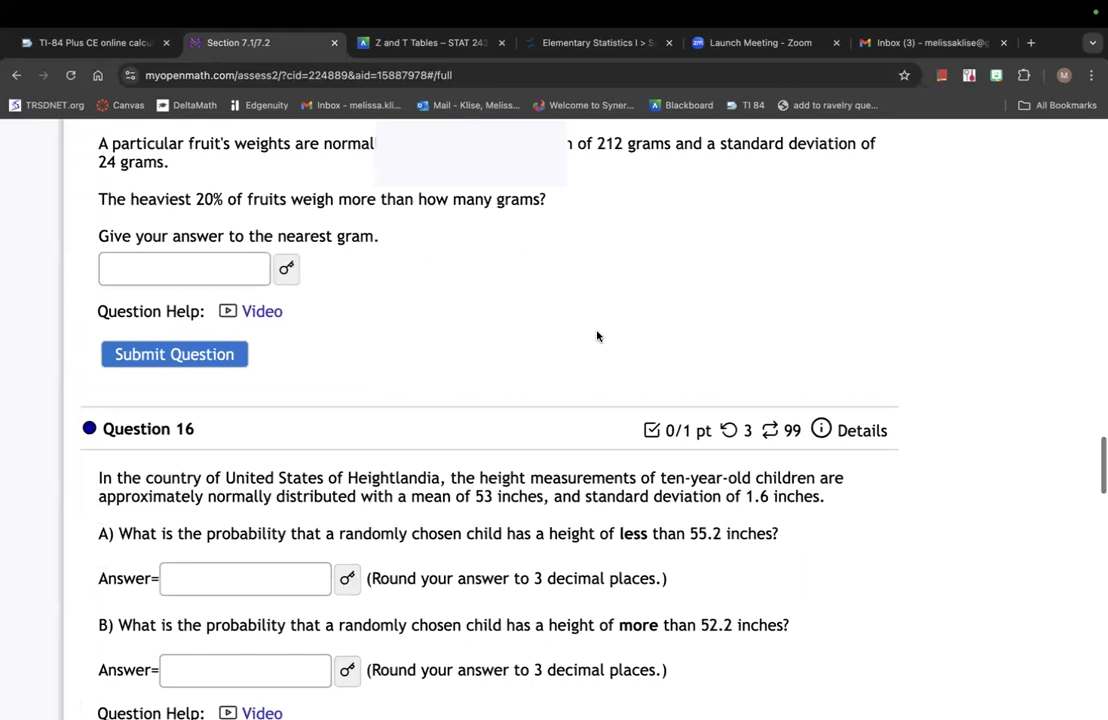 TI-84 Plus CE online calcu
Section 7.1/7.2
Z and T Tables – STAT 243
Elementary Statistics I > S
Launch Meeting - Zoom
Inbox (3) – melissaklise@g
myopenmath.com/assess2/?cid=224889&aid=15887978#/full
M
TRSDNET.org
Canvas
DeltaMath
Edgenuity
Inbox - melissa.kli...
Mail - Klise, Meliss...
Welcome to Syner...
Blackboard
TI 84
add to ravelry que...
All Bookmarks
A particular fruit's weights are normal of 212 grams and a standard deviation of
24 grams.
The heaviest 20% of fruits weigh more than how many grams?
Give your answer to the nearest gram.
Question Help: Video
Submit Question
Question 16 0/1 pt 3 99 Details
In the country of United States of Heightlandia, the height measurements of ten-year-old children are
approximately normally distributed with a mean of 53 inches, and standard deviation of 1.6 inches.
A) What is the probability that a randomly chosen child has a height of less than 55.2 inches?
Answer= (Round your answer to 3 decimal places.)
B) What is the probability that a randomly chosen child has a height of more than 52.2 inches?
Answer= (Round your answer to 3 decimal places.)
Question Help: Video